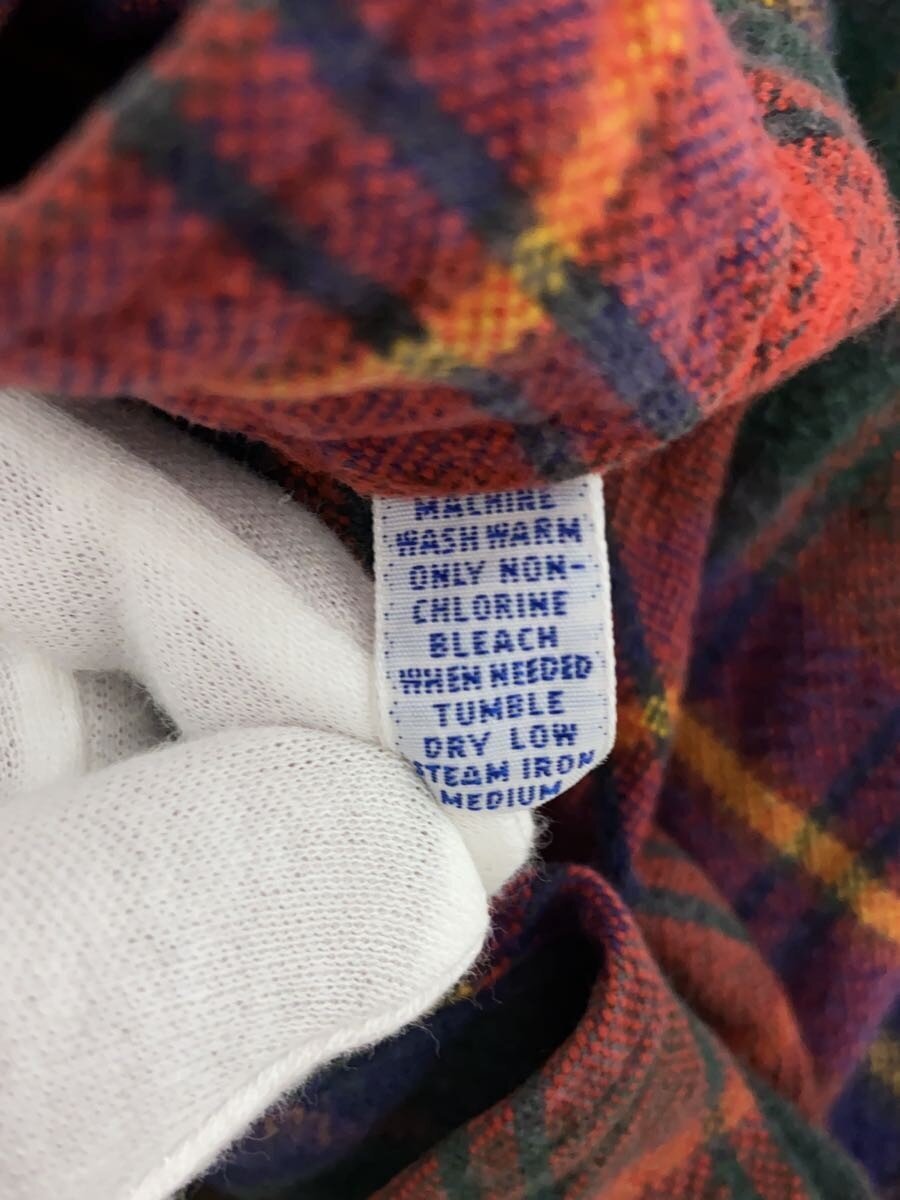 MACHINE
WASH WARM
ONLY NON-
CHLORINE
BLEACH
WHEN NEEDED
TUMBLE
DRY LOW
STEAM IRON
MEDIUM